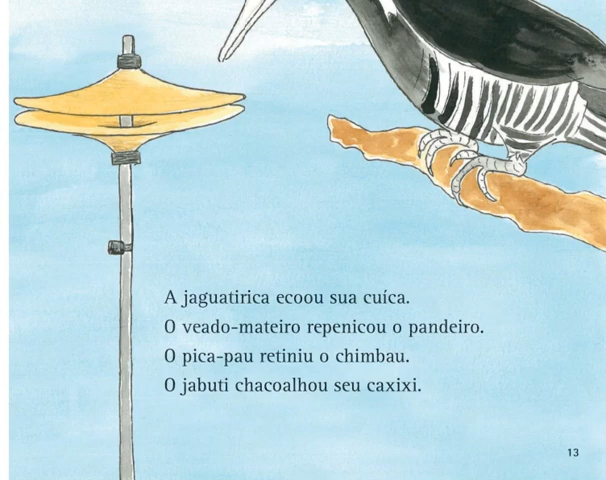 A jaguatirica ecoou sua cuíca.
O veado-mateiro repenicou o pandeiro.
O pica-pau retiniu o chimbau.
O jabuti chacoalhou seu caxixi.
13